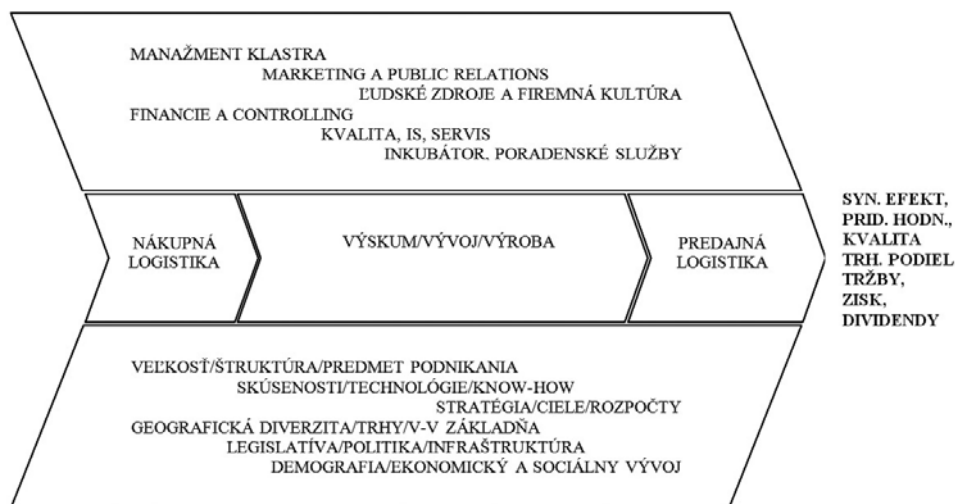 MANAŽMENT KLASTRA
MARKETING A PUBLIC RELATIONS
ĽUDSKÉ ZDROJE A FIREMNÁ KULTÚRA
FINANCIE A CONTROLLING
KVALITA, IS, SERVIS
INKUBÁTOR, PORADENSKÉ SLUŽBY
NÁKUPNÁ
LOGISTIKA
VÝSKUM/VÝVOJ/VÝROBA
PREDAJNÁ
LOGISTIKA
SYN. EFEKT,
PRID. HODN.,
KVALITA
TRH. PODIEL
TRŽBY,
ZISK,
DIVIDENDY
VEĽKOSŤ/ŠTRUKTÚRA/PREDMET PODNIKANIA
SKÚSENOSTI/TECHNOLÓGIE/KNOW-HOW
STRATÉGIA/CIELE/ROZPOČTY
GEOGRAFICKÁ DIVERZITA/TRHY/V-V ZÁKLADŇA
LEGISLATÍVA/POLITIKA/INFRAŠTRUKTÚRA
DEMOGRAFIA/EKONOMICKÝ A SOCIÁLNY VÝVOJ